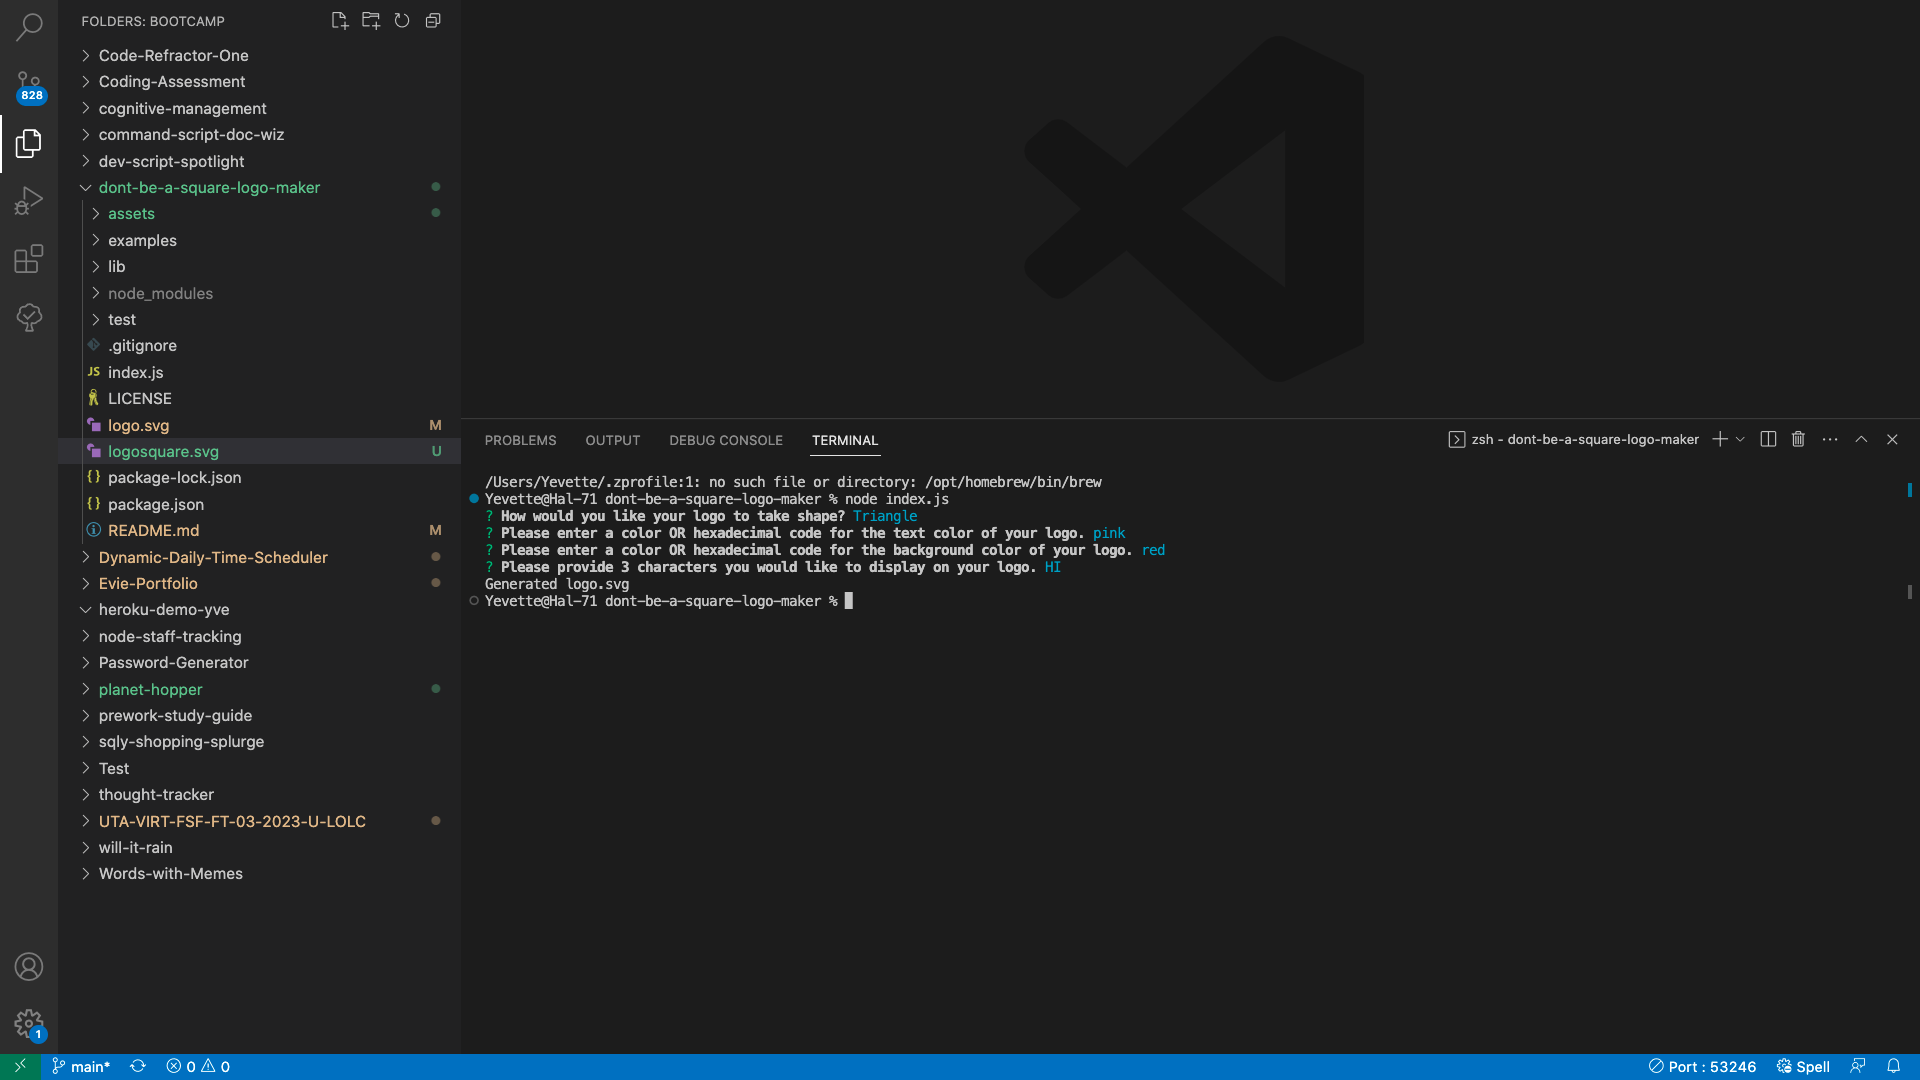 FOLDERS: BOOTCAMP
828
Code-Refractor-One
Coding-Assessment
cognitive-management
command-script-doc-wiz
dev-script-spotlight
dont-be-a-square-logo-maker
assets
examples
lib
node_modules
test
.gitignore
JS index.js
LICENSE
logo.svg M
logosquare.svg U
{} package-lock.json
{} package.json
README.md M
Dynamic-Daily-Time-Scheduler
Evie-Portfolio
heroku-demo-yve
node-staff-tracking
Password-Generator
planet-hopper
prework-study-guide
sqly-shopping-splurge
Test
thought-tracker
UTA-VIRT-FSF-FT-03-2023-U-LOLC
will-it-rain
Words-with-Memes
1
PROBLEMS OUTPUT DEBUG CONSOLE TERMINAL zsh - dont-be-a-square-logo-maker
/Users/Yevette/.zprofile:1: no such file or directory: /opt/homebrew/bin/brew
Yevette@Hal-71 dont-be-a-square-logo-maker % node index.js
? How would you like your logo to take shape? Triangle
? Please enter a color OR hexadecimal code for the text color of your logo. pink
? Please enter a color OR hexadecimal code for the background color of your logo. red
? Please provide 3 characters you would like to display on your logo. HI
Generated logo.svg
Yevette@Hal-71 dont-be-a-square-logo-maker %
main* 0 0 Port : 53246 Spell